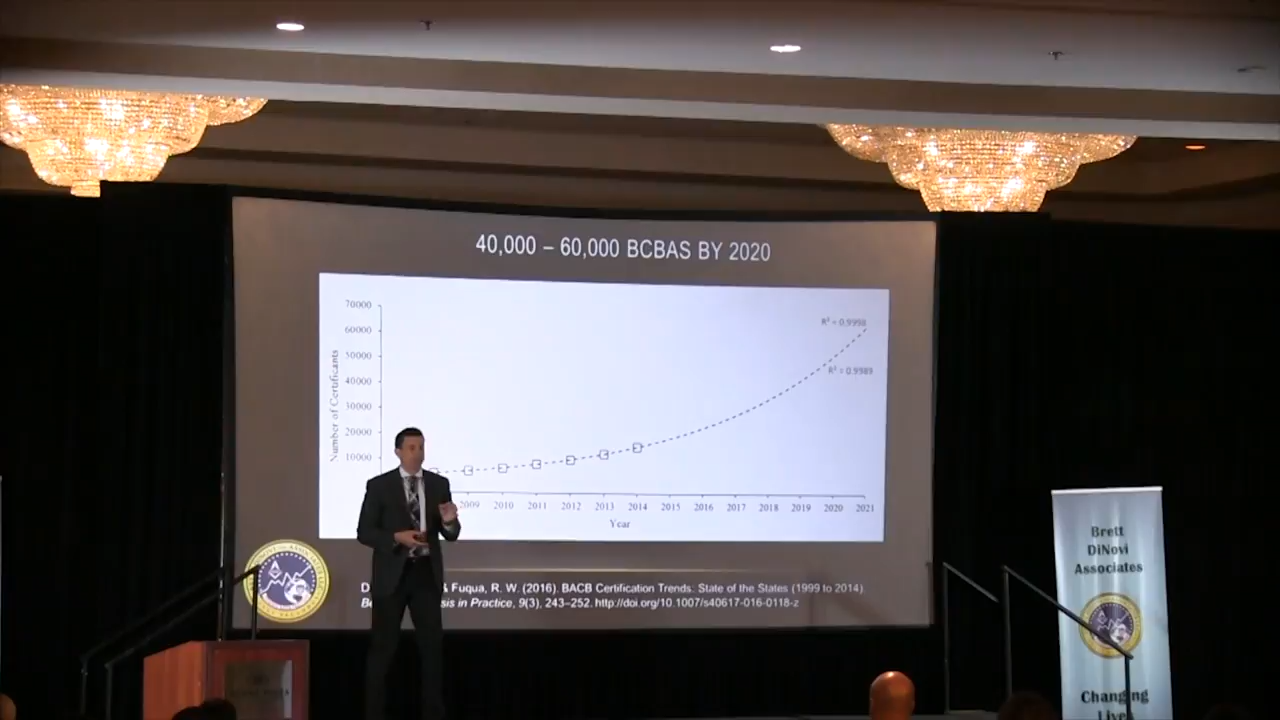 40,000 – 60,000 BCBAS BY 2020
70000
60000
50000
40000
30000
20000
10000
Number of Certificants
R² = 0.9998
R² = 0.9989
2009 2010 2011 2012 2013 2014 2015 2016 2017 2018 2019 2020 2021
Year
D & Fuqua, R. W. (2016). BACB Certification Trends: State of the States (1999 to 2014).
Be sis in Practice, 9(3), 243–252. http://doi.org/10.1007/s40617-016-0118-z
Brett
DiNovi
Associates
Changing
Lives